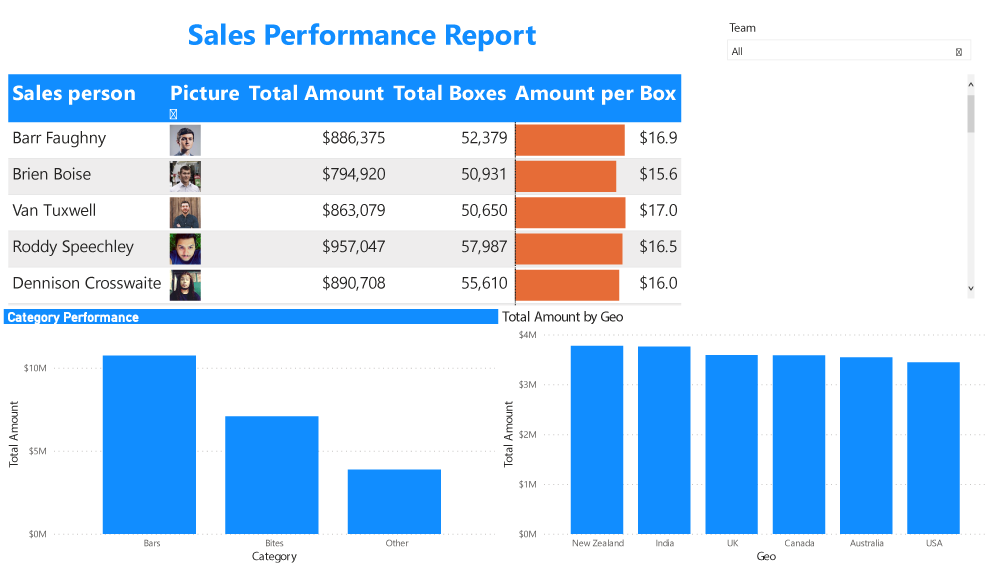 Sales Performance Report
Team
All
Sales person Picture Total Amount Total Boxes Amount per Box
Barr Faughny $886,375 52,379 $16.9
Brien Boise $794,920 50,931 $15.6
Van Tuxwell $863,079 50,650 $17.0
Roddy Speechley $957,047 57,987 $16.5
Dennison Crosswaite $890,708 55,610 $16.0
Category Performance
$10M
$5M
$0M
Total Amount
Bars Bites Other
Category
Total Amount by Geo
$4M
$3M
$2M
$1M
$0M
Total Amount
New Zealand India UK Canada Australia USA
Geo